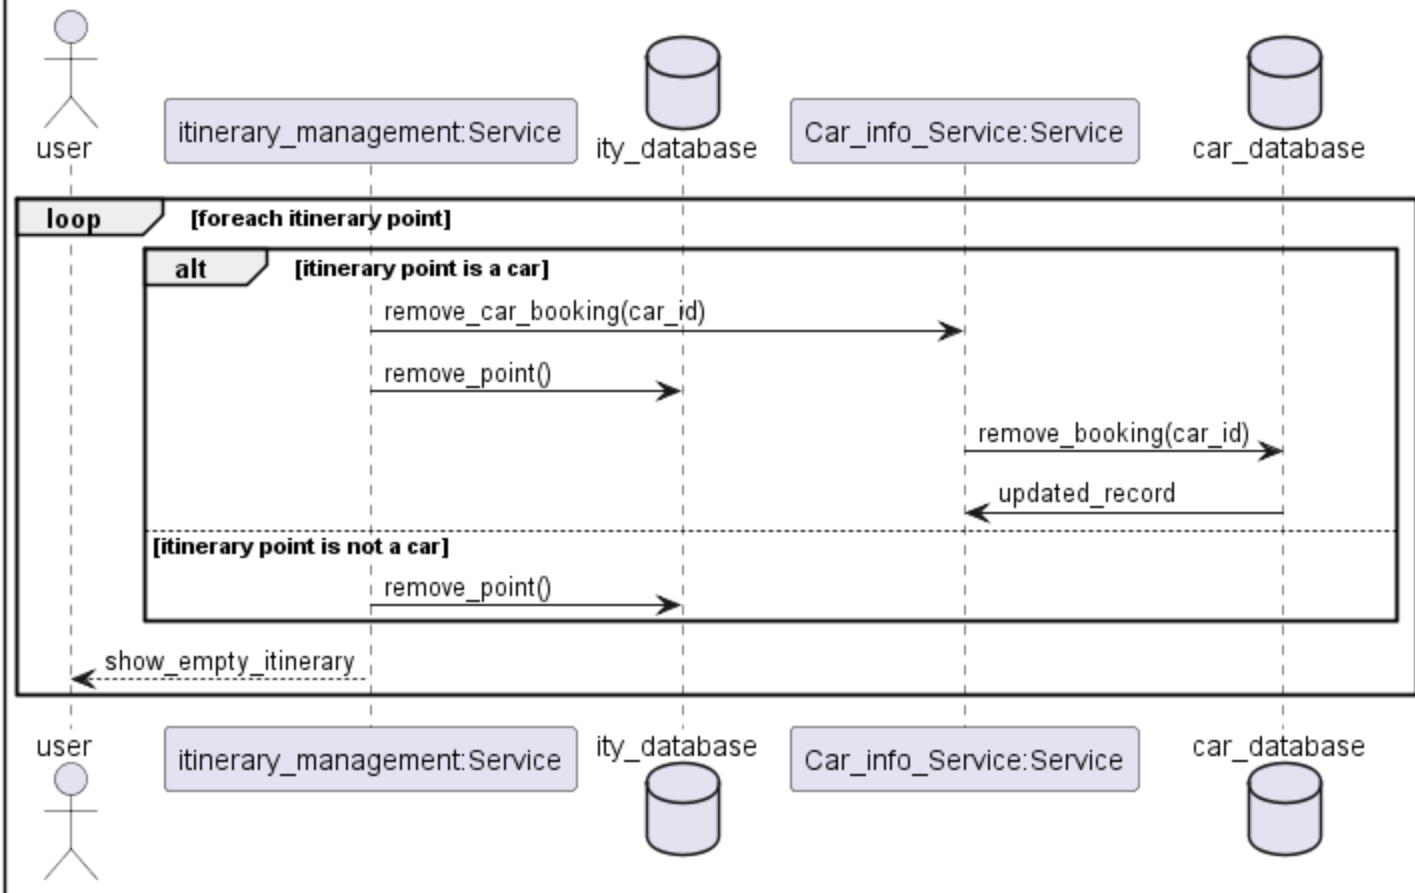 user
itinerary_management:Service
ity_database
Car_info_Service:Service
car_database
loop
[foreach itinerary point]
alt
[itinerary point is a car]
remove_car_booking(car_id)
remove_point()
remove_booking(car_id)
updated_record
[itinerary point is not a car]
remove_point()
show_empty_itinerary
user
itinerary_management:Service
ity_database
Car_info_Service:Service
car_database